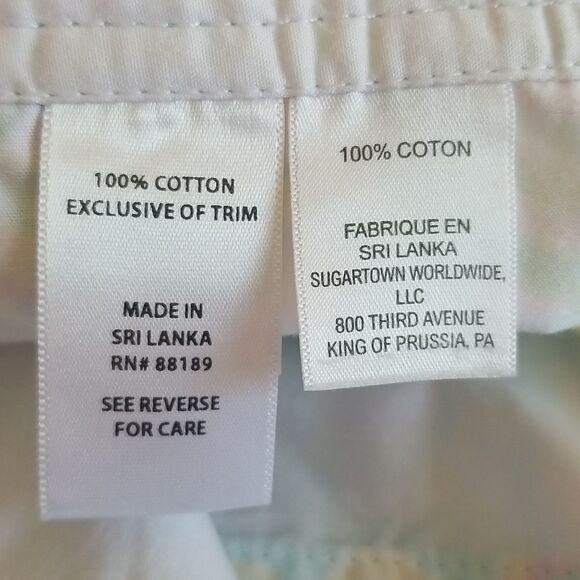 100% COTTON
EXCLUSIVE OF TRIM
MADE IN
SRI LANKA
RN# 88189
SEE REVERSE
FOR CARE
100% COTON
FABRIQUE EN
SRI LANKA
SUGARTOWN WORLDWIDE,
LLC
800 THIRD AVENUE
KING OF PRUSSIA, PA